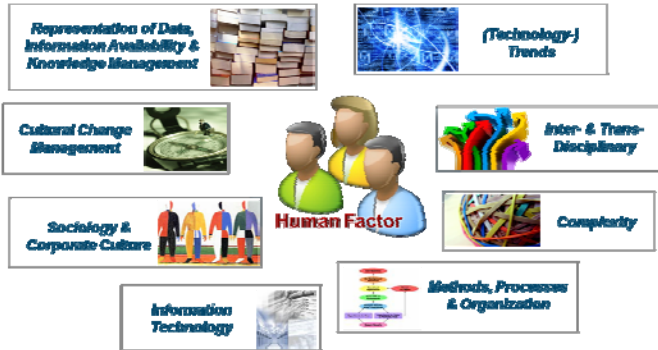 Representation of Data,
Information Availability &
Knowledge Management
(Technology-)
Trends
Cultural Change
Management
Inter- & Trans-
Disciplinary
Human Factor
Sociology &
Corporate Culture
Complexity
Methods, Processes
& Organization
Information
Technology